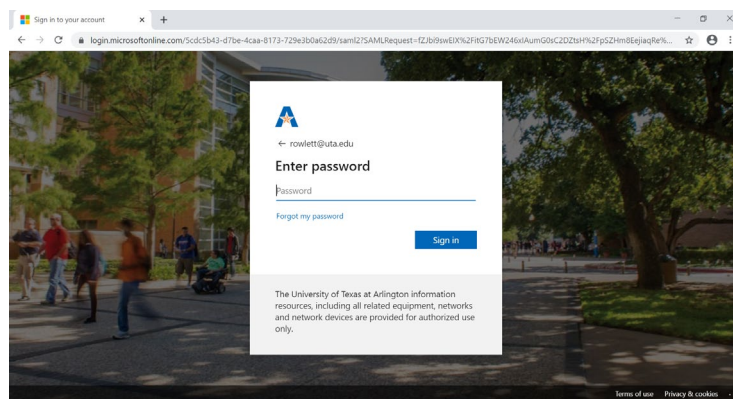 Sign in to your account
login.microsoftonline.com/5cdc5b43-d7be-4caa-8173-729e3b0a62d9/saml2?SAMLRequest=fZJbi9swEIX%2FitG7bEW246xIAumG0sC2DZtsH%2FpSZHm8EejiaqRe%...
rowlett@uta.edu
Enter password
Password
Forgot my password
Sign in
The University of Texas at Arlington information
resources, including all related equipment, networks
and network devices are provided for authorized use
only.
Terms of use Privacy & cookies